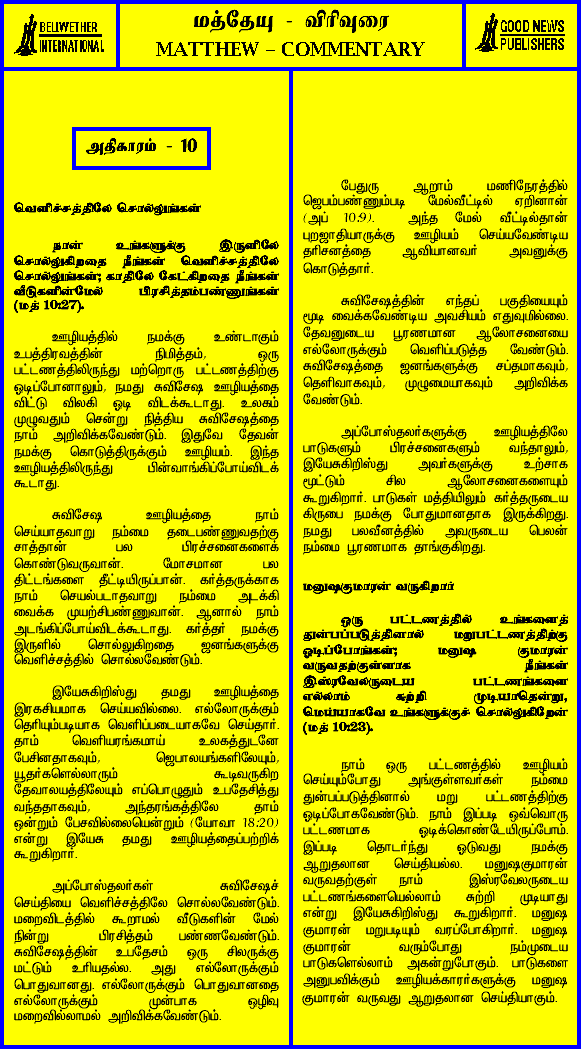 BELIWETHER
INTERNATIONAL
மத்தேயு - விரிவுரை
MATTHEW – COMMENTARY
GOOD NEWS
PUBLISHERS
அதிகாரம் - 10
வெளிச்சத்திலே சொல்லுங்கள்
நான் உங்களுக்கு இருளிலே
சொல்லுகிறதை நீங்கள் வெளிச்சத்திலே
சொல்லுங்கள்; காதிலே கேட்கிறதை நீங்கள்
வீடுகளின்மேல் பிரசித்தம்பண்ணுங்கள்
(மத் 10:27).
ஊழியத்தில் நமக்கு உண்டாகும்
உபத்திரவத்தின் நிமித்தம், ஒரு
பட்டணத்திலிருந்து மற்றொரு பட்டணத்திற்கு
ஓடிப்போனாலும், நமது சுவிசேஷ ஊழியத்தை
விட்டு விலகி ஓடி விடக்கூடாது. உலகம்
முழுவதும் சென்று நித்திய சுவிசேஷத்தை
நாம் அறிவிக்கவேண்டும். இதுவே தேவன்
நமக்கு கொடுத்திருக்கும் ஊழியம். இந்த
ஊழியத்திலிருந்து பின்வாங்கிப்போய்விடக்
கூடாது.
சுவிசேஷ ஊழியத்தை நாம்
செய்யாதவாறு நம்மை தடைபண்ணுவதற்கு
சாத்தான் பல பிரச்சனைகளைக்
கொண்டுவருவான். மோசமான பல
திட்டங்களை தீட்டியிருப்பான். கர்த்தருக்காக
நாம் செயல்படாதவாறு நம்மை அடக்கி
வைக்க முயற்சிபண்ணுவான். ஆனால் நாம்
அடங்கிப்போய்விடக்கூடாது. கர்த்தர் நமக்கு
இருளில் சொல்லுகிறதை ஜனங்களுக்கு
வெளிச்சத்தில் சொல்லவேண்டும்.
இயேசுகிறிஸ்து தமது ஊழியத்தை
இரகசியமாக செய்யவில்லை. எல்லோருக்கும்
தெரியும்படியாக வெளிப்படையாகவே செய்தார்.
தாம் வெளியரங்கமாய் உலகத்துடனே
பேசினதாகவும், ஜெபாலயங்களிலேயும்,
யூதர்களெல்லாரும் கூடிவருகிற
தேவாலயத்திலேயும் எப்பொழுதும் உபதேசித்து
வந்ததாகவும், அந்தரங்கத்திலே தாம்
ஒன்றும் பேசவில்லையென்றும் (யோவா 18:20)
என்று இயேசு தமது ஊழியத்தைப்பற்றிக்
கூறுகிறார்.
அப்போஸ்தலர்கள் சுவிசேஷச்
செய்தியை வெளிச்சத்திலே சொல்லவேண்டும்.
மறைவிடத்தில் கூறாமல் வீடுகளின் மேல்
நின்று பிரசித்தம் பண்ணவேண்டும்.
சுவிசேஷத்தின் உபதேசம் ஒரு சிலருக்கு
மட்டும் உரியதல்ல. அது எல்லோருக்கும்
பொதுவானது. எல்லோருக்கும் பொதுவானதை
எல்லோருக்கும் முன்பாக ஒழிவு
மறைவில்லாமல் அறிவிக்கவேண்டும்.
பேதுரு ஆறாம் மணிநேரத்தில்
ஜெபம்பண்ணும்படி மேல்வீட்டில் ஏறினான்
(அப் 10:9). அந்த மேல் வீட்டில்தான்
புறஜாதியாருக்கு ஊழியம் செய்யவேண்டிய
தரிசனத்தை ஆவியானவர் அவனுக்கு
கொடுத்தார்.
சுவிசேஷத்தின் எந்தப் பகுதியையும்
மூடி வைக்கவேண்டிய அவசியம் எதுவுமில்லை.
தேவனுடைய பூரணமான ஆலோசனையை
எல்லோருக்கும் வெளிப்படுத்த வேண்டும்.
சுவிசேஷத்தை ஜனங்களுக்கு சப்தமாகவும்,
தெளிவாகவும், முழுமையாகவும் அறிவிக்க
வேண்டும்.
அப்போஸ்தலர்களுக்கு ஊழியத்திலே
பாடுகளும் பிரச்சனைகளும் வந்தாலும்,
இயேசுகிறிஸ்து அவர்களுக்கு உற்சாக
மூட்டும் சில ஆலோசனைகளையும்
கூறுகிறார். பாடுகள் மத்தியிலும் கர்த்தருடைய
கிருபை நமக்கு போதுமானதாக இருக்கிறது.
நமது பலவீனத்தில் அவருடைய பெலன்
நம்மை பூரணமாக தாங்குகிறது.
மனுஷகுமாரன் வருகிறார்
ஒரு பட்டணத்தில் உங்களைத்
துன்பப்படுத்தினால் மறுபட்டணத்திற்கு
ஓடிப்போங்கள்; மனுஷ குமாரன்
வருவதற்குள்ளாக நீங்கள்
இஸ்ரவேலருடைய பட்டணங்களை
எல்லாம் சுற்றி முடியாதென்று,
மெய்யாகவே உங்களுக்குச் சொல்லுகிறேன்
(மத் 10:23).
நாம் ஒரு பட்டணத்தில் ஊழியம்
செய்யும்போது அங்குள்ளவர்கள் நம்மை
துன்பப்படுத்தினால் மறு பட்டணத்திற்கு
ஓடிப்போகவேண்டும். நாம் இப்படி ஒவ்வொரு
பட்டணமாக ஓடிக்கொண்டேயிருப்போம்.
இப்படி தொடர்ந்து ஓடுவது நமக்கு
ஆறுதலான செய்தியல்ல. மனுஷகுமாரன்
வருவதற்குள் நாம் இஸ்ரவேலருடைய
பட்டணங்களையெல்லாம் சுற்றி முடியாது
என்று இயேசுகிறிஸ்து கூறுகிறார். மனுஷ
குமாரன் மறுபடியும் வரப்போகிறார். மனுஷ
குமாரன் வரும்போது நம்முடைய
பாடுகளெல்லாம் அகன்றுபோகும். பாடுகளை
அனுபவிக்கும் ஊழியக்காரர்களுக்கு மனுஷ
குமாரன் வருவது ஆறுதலான செய்தியாகும்.